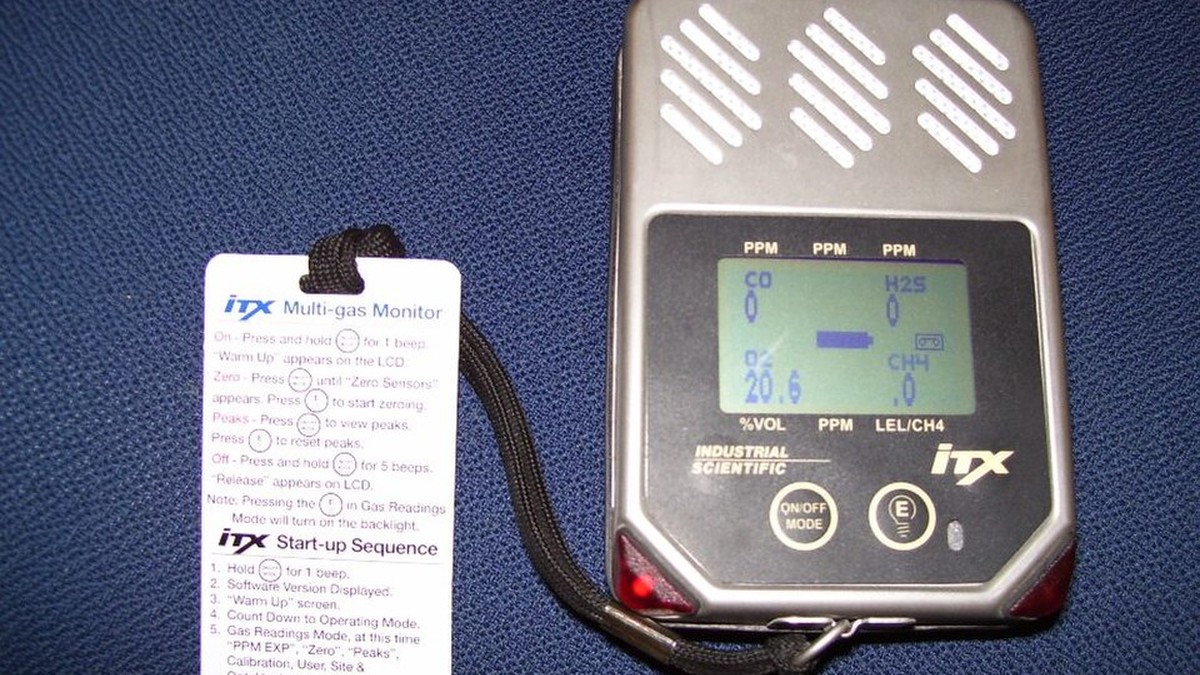 iTX Multi-gas Monitor
On - Press and hold ON/OFF MODE for 1 beep.
"Warm Up" appears on the LCD.
Zero - Press until "Zero Sensors"
appears. Press E to start zeroing.
Peaks - Press to view peaks.
Press E to reset peaks.
Off - Press and hold for 5 beeps.
"Release" appears on LCD.
Note: Pressing the E in Gas Readings
Mode will turn on the backlight.
iTX Start-up Sequence
1. Hold for 1 beep.
2. Software Version Displayed.
3. "Warm Up" screen.
4. Count Down to Operating Mode.
5. Gas Readings Mode, at this time
"PPM EXP", "Zero", "Peaks",
Calibration, User, Site &
PPM PPM PPM
CO H2S
0 0
O2 CH4
20.6 .0
%VOL PPM LEL/CH4
INDUSTRIAL
SCIENTIFIC
iTX
ON/OFF
MODE
E